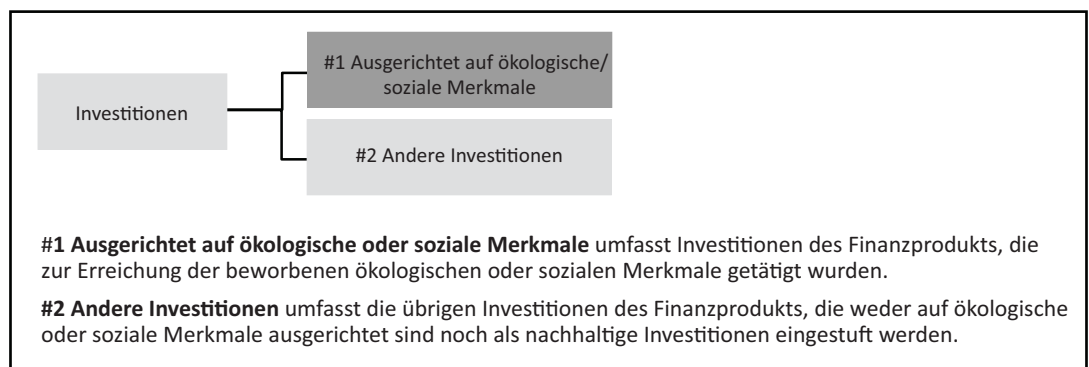 #1 Ausgerichtet auf ökologische/
soziale Merkmale
Investitionen
#2 Andere Investitionen
#1 Ausgerichtet auf ökologische oder soziale Merkmale umfasst Investitionen des Finanzprodukts, die
zur Erreichung der beworbenen ökologischen oder sozialen Merkmale getätigt wurden.
#2 Andere Investitionen umfasst die übrigen Investitionen des Finanzprodukts, die weder auf ökologische
oder soziale Merkmale ausgerichtet sind noch als nachhaltige Investitionen eingestuft werden.